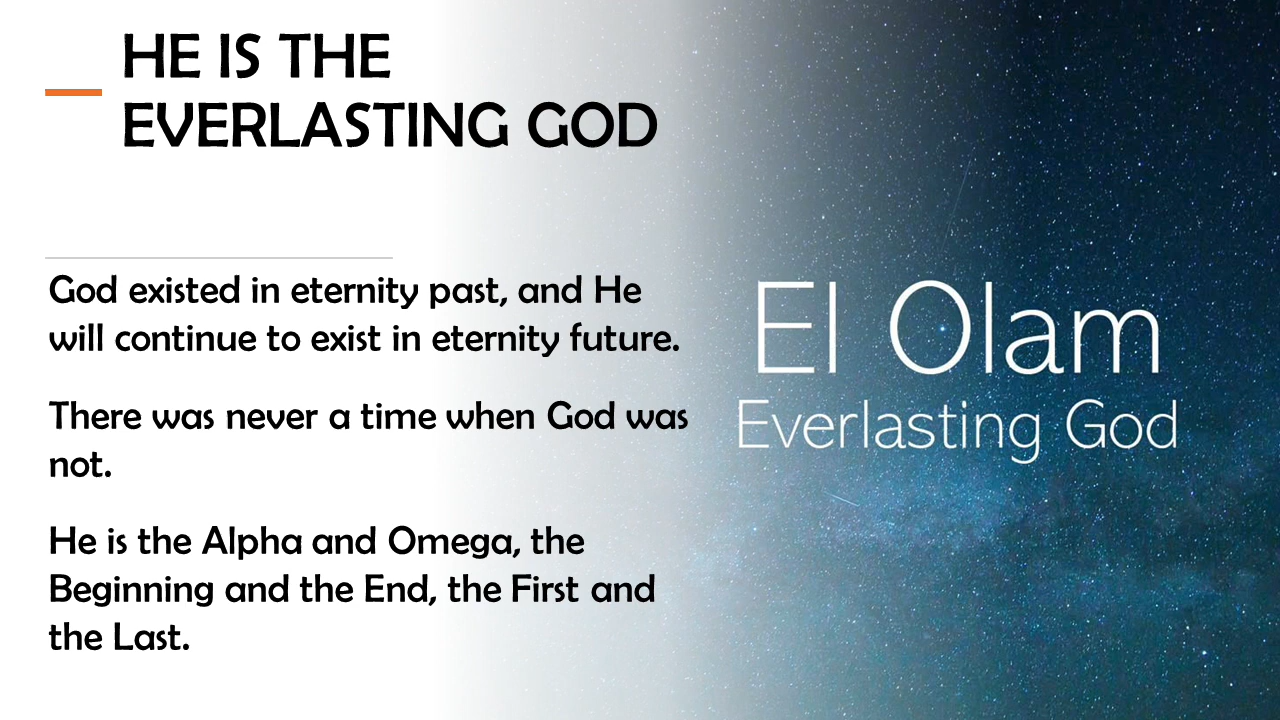 HE IS THE
EVERLASTING GOD
God existed in eternity past, and He
will continue to exist in eternity future.
There was never a time when God was
not.
He is the Alpha and Omega, the
Beginning and the End, the First and
the Last.
El Olam
Everlasting God